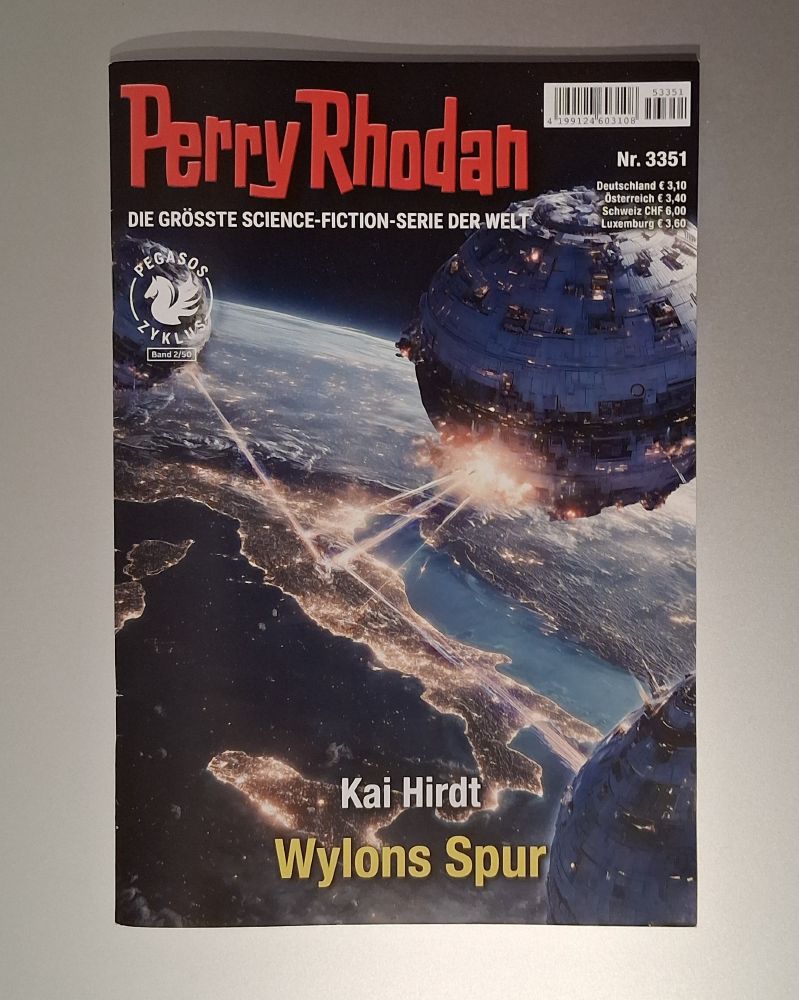 53351
4 199124 603108
Perry Rhodan
Nr. 3351
DIE GRÖSSTE SCIENCE-FICTION-SERIE DER WELT
Deutschland € 3,10
Österreich € 3,40
Schweiz CHF 6,00
Luxemburg € 3,60
PEGASOS
ZYKLUS
Band 2/50
Kai Hirdt
Wylons Spur